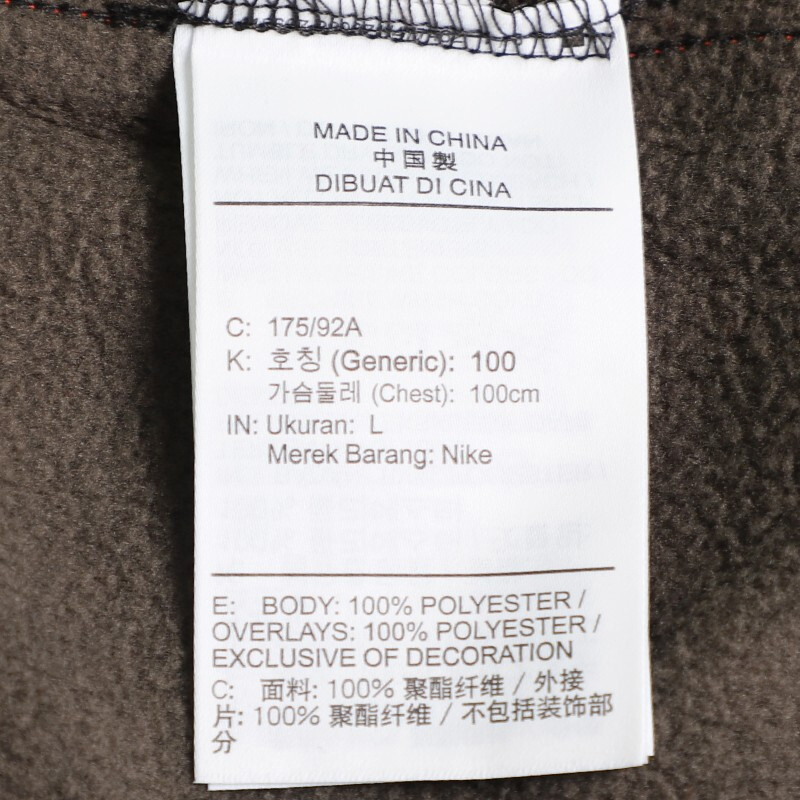 MADE IN CHINA
中国製
DIBUAT DI CINA
C: 175/92A
K: 호칭 (Generic): 100
가슴둘레 (Chest): 100cm
IN: Ukuran: L
Merek Barang: Nike
E: BODY: 100% POLYESTER /
OVERLAYS: 100% POLYESTER /
EXCLUSIVE OF DECORATION
C: 面料: 100% 聚酯纤维 / 外接
片: 100% 聚酯纤维 / 不包括装饰部
分